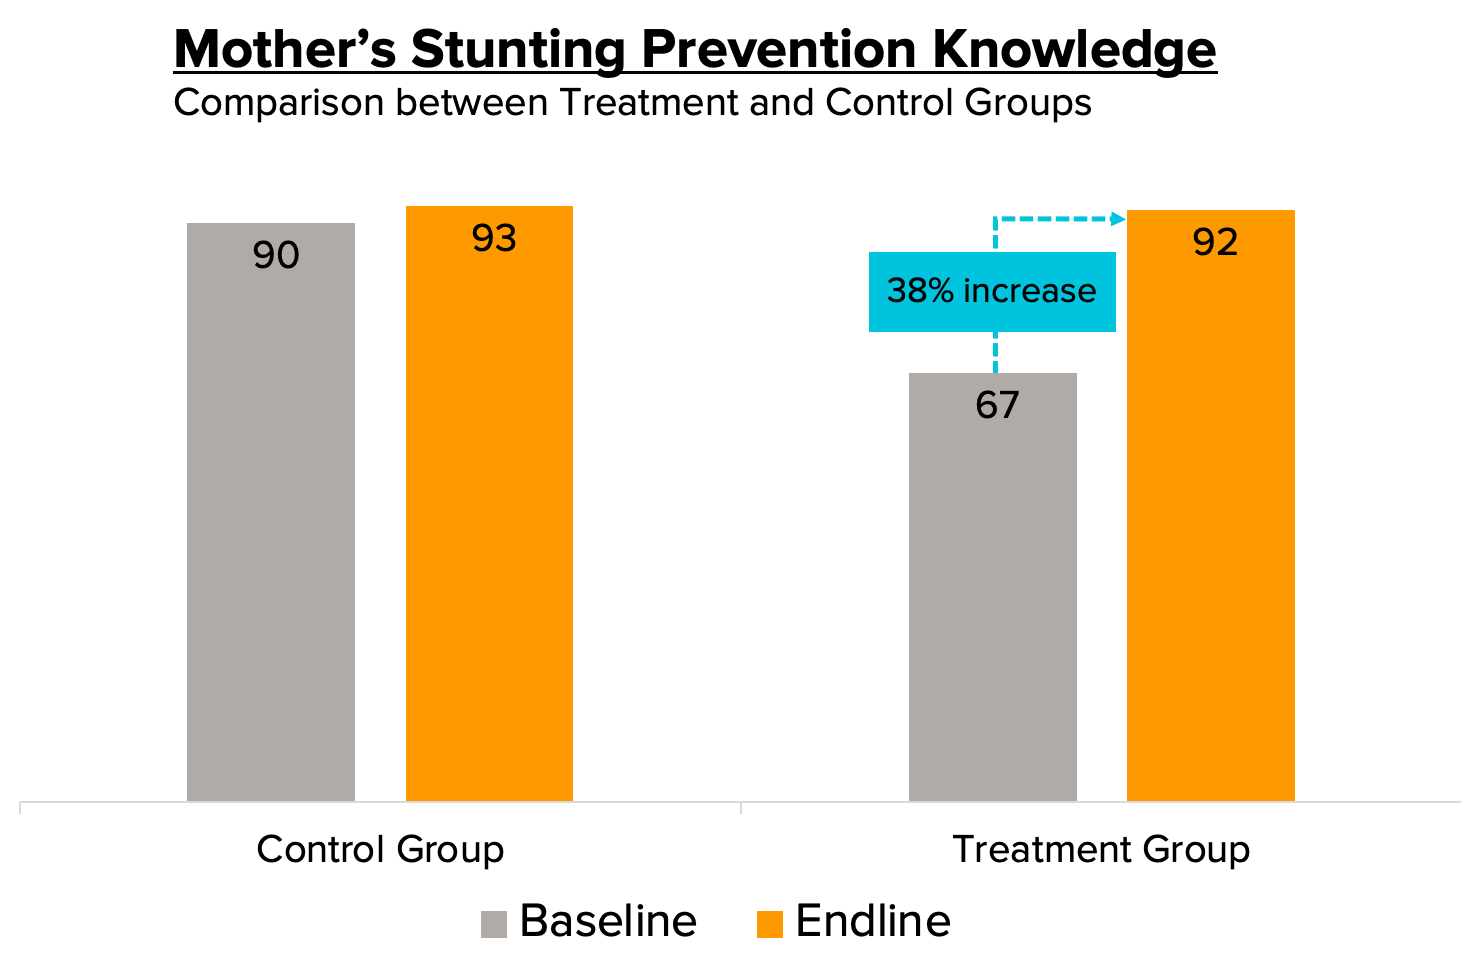 Mother’s Stunting Prevention Knowledge
Comparison between Treatment and Control Groups
90
93
38% increase
67
92
Control Group
Treatment Group
Baseline
Endline